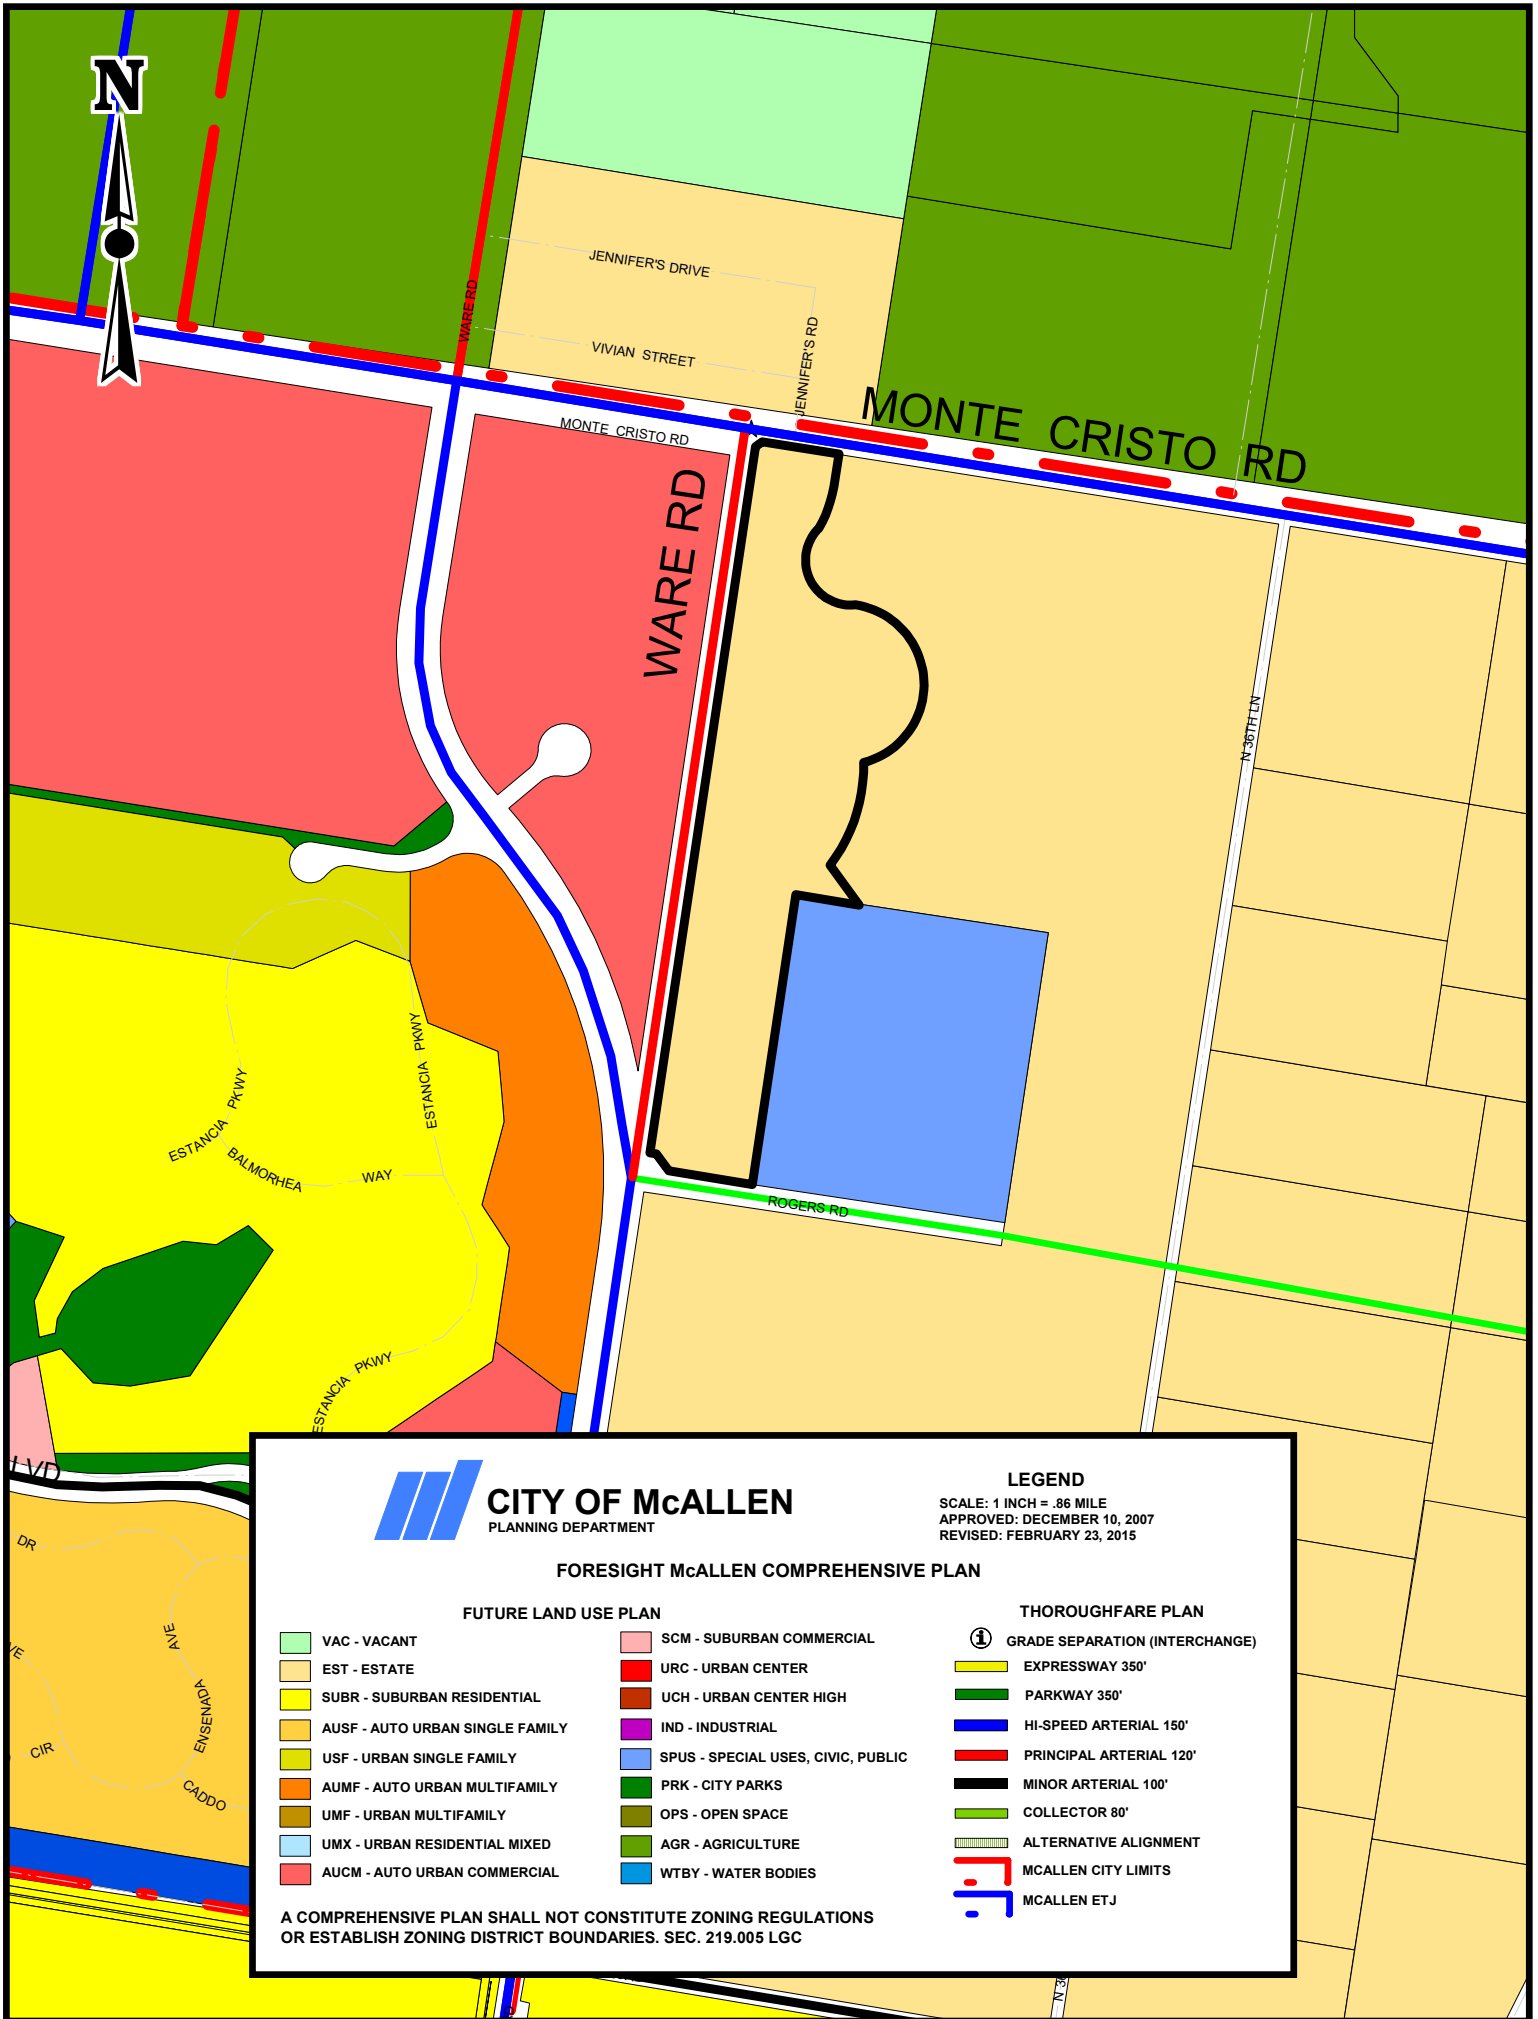 N
JENNIFER'S DRIVE
WARE RD
VIVIAN STREET
JENNIFER'S RD
MONTE CRISTO RD
MONTE CRISTO RD
WARE RD
N 36TH LN
ESTANCIA PKWY
ESTANCIA PKWY
BALMORHEA WAY
ROGERS RD
ESTANCIA PKWY
LVD
DR
AVE
VE
ENSENADA
CIR
CADDO
CITY OF McALLEN
PLANNING DEPARTMENT
LEGEND
SCALE: 1 INCH = .86 MILE
APPROVED: DECEMBER 10, 2007
REVISED: FEBRUARY 23, 2015
FORESIGHT McALLEN COMPREHENSIVE PLAN
FUTURE LAND USE PLAN
VAC - VACANT
EST - ESTATE
SUBR - SUBURBAN RESIDENTIAL
AUSF - AUTO URBAN SINGLE FAMILY
USF - URBAN SINGLE FAMILY
AUMF - AUTO URBAN MULTIFAMILY
UMF - URBAN MULTIFAMILY
UMX - URBAN RESIDENTIAL MIXED
AUCM - AUTO URBAN COMMERCIAL
SCM - SUBURBAN COMMERCIAL
URC - URBAN CENTER
UCH - URBAN CENTER HIGH
IND - INDUSTRIAL
SPUS - SPECIAL USES, CIVIC, PUBLIC
PRK - CITY PARKS
OPS - OPEN SPACE
AGR - AGRICULTURE
WTBY - WATER BODIES
THOROUGHFARE PLAN
GRADE SEPARATION (INTERCHANGE)
EXPRESSWAY 350'
PARKWAY 350'
HI-SPEED ARTERIAL 150'
PRINCIPAL ARTERIAL 120'
MINOR ARTERIAL 100'
COLLECTOR 80'
ALTERNATIVE ALIGNMENT
MCALLEN CITY LIMITS
MCALLEN ETJ
A COMPREHENSIVE PLAN SHALL NOT CONSTITUTE ZONING REGULATIONS
OR ESTABLISH ZONING DISTRICT BOUNDARIES. SEC. 219.005 LGC